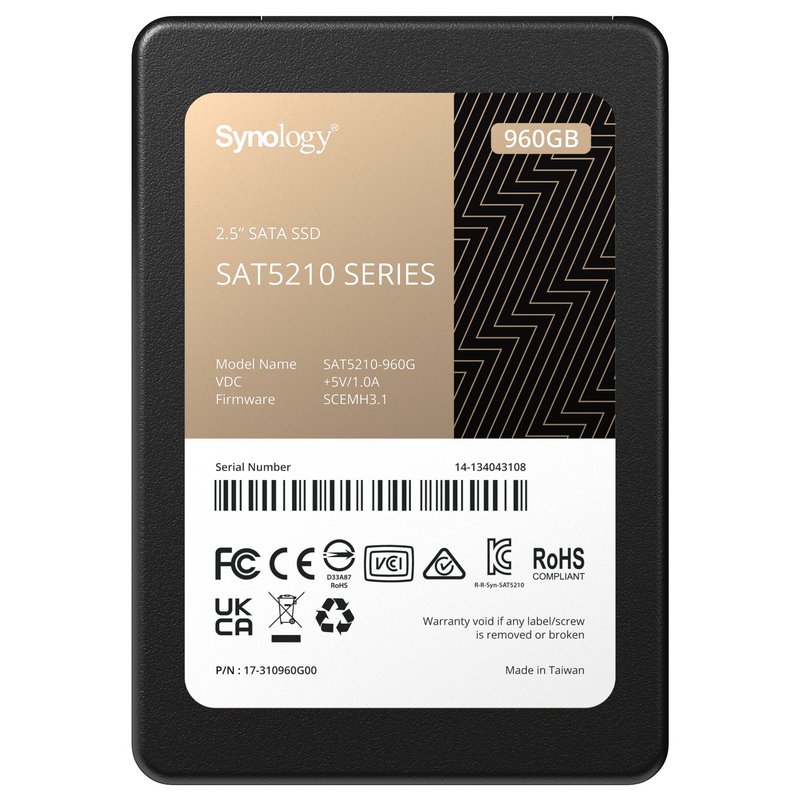 Synology®
960GB
2.5” SATA SSD
SAT5210 SERIES
Model Name SAT5210-960G
VDC +5V/1.0A
Firmware SCEMH3.1
Serial Number 14-134043108
FC CE D33A87 RoHS VCI R-R-Syn-SAT5210 RoHS COMPLIANT
UK CA
Warranty void if any label/screw
is removed or broken
P/N : 17-310960G00 Made in Taiwan